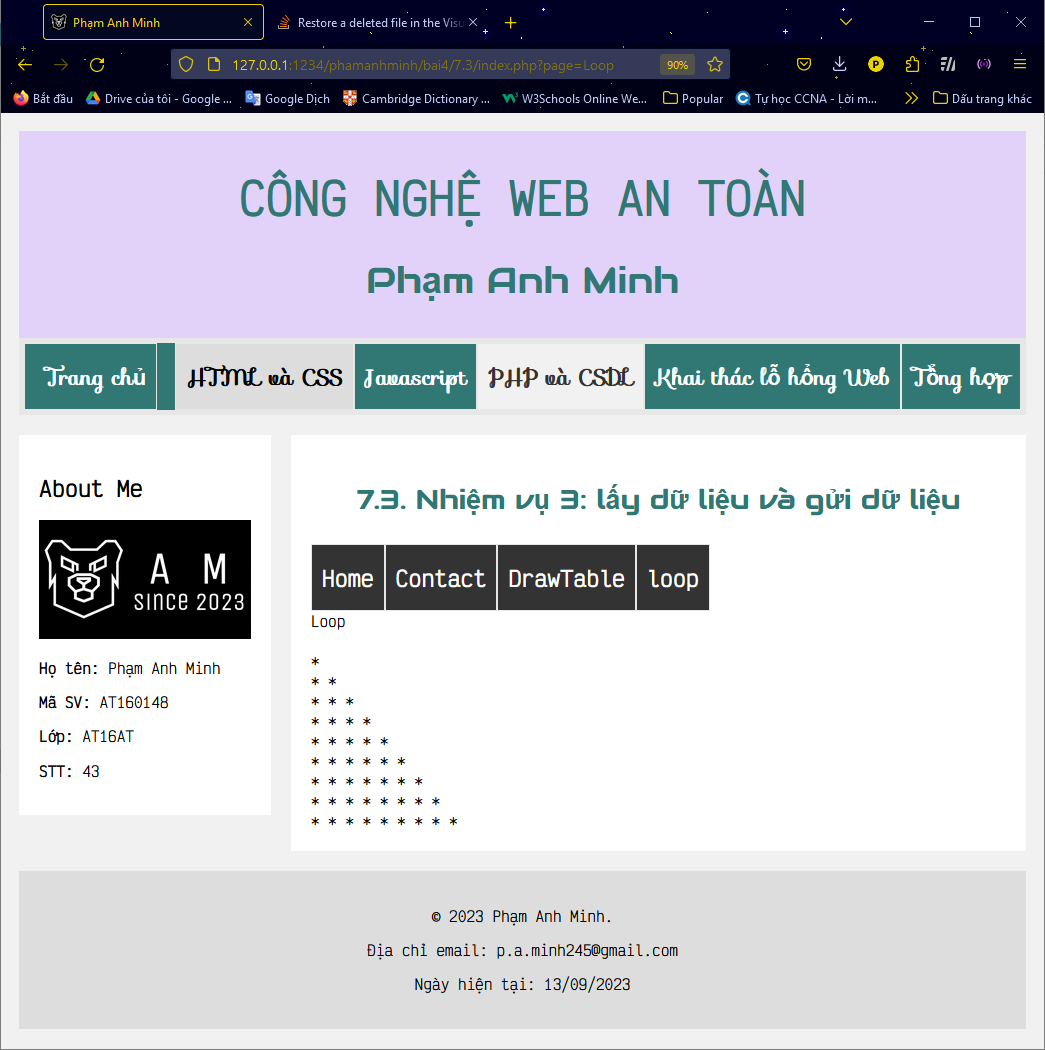 Phạm Anh Minh
Restore a deleted file in the Visu
127.0.0.1:1234/phamanhminh/bai4/7.3/index.php?page=Loop
90%
P
Bắt đầu
Drive của tôi - Google ...
Google Dịch
Cambridge Dictionary ...
W3Schools Online We...
Popular
Tự học CCNA - Lời m...
Dấu trang khác
CÔNG NGHỆ WEB AN TOÀN
Phạm Anh Minh
Trang chủ
HTML và CSS
Javascript
PHP và CSDL
Khai thác lỗ hổng Web
Tổng hợp
About Me
A M
since 2023
Họ tên: Phạm Anh Minh
Mã SV: AT160148
Lớp: AT16AT
STT: 43
7.3. Nhiệm vụ 3: lấy dữ liệu và gửi dữ liệu
Home
Contact
DrawTable
loop
Loop
*
* *
* * *
* * * *
* * * * *
* * * * * *
* * * * * * *
* * * * * * * *
* * * * * * * * *
© 2023 Phạm Anh Minh.
Địa chỉ email: p.a.minh245@gmail.com
Ngày hiện tại: 13/09/2023